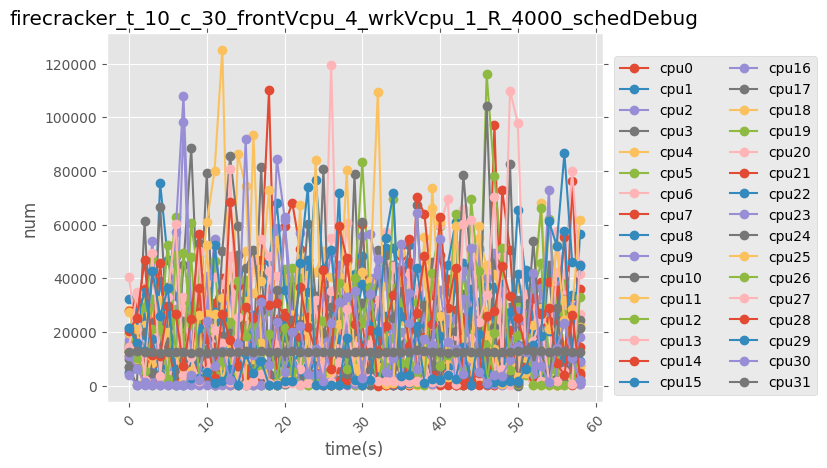 firecracker_t_10_c_30_frontVcpu_4_wrkVcpu_1_R_4000_schedDebug
num
120000
100000
80000
60000
40000
20000
0
0
10
20
30
40
50
60
time(s)
cpu0
cpu1
cpu2
cpu3
cpu4
cpu5
cpu6
cpu7
cpu8
cpu9
cpu10
cpu11
cpu12
cpu13
cpu14
cpu15
cpu16
cpu17
cpu18
cpu19
cpu20
cpu21
cpu22
cpu23
cpu24
cpu25
cpu26
cpu27
cpu28
cpu29
cpu30
cpu31